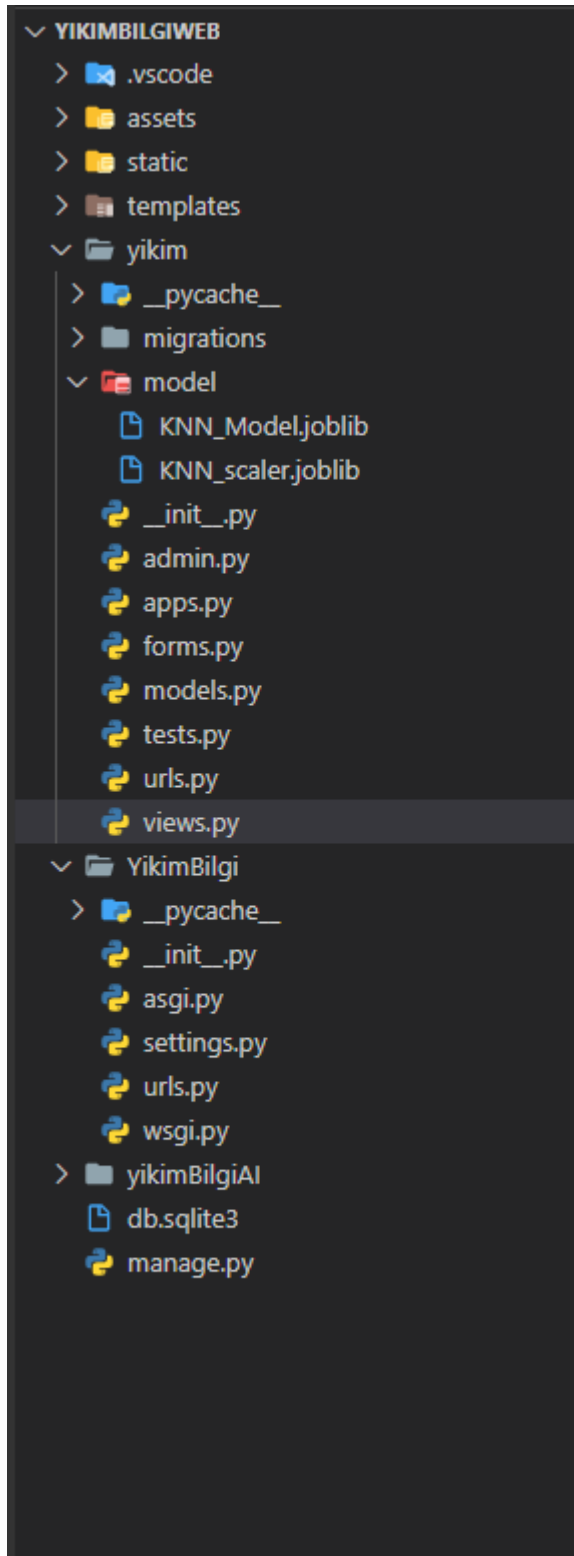 YIKIMBILGIWEB
.vscode
assets
static
templates
yikim
__pycache__
migrations
model
KNN_Model.joblib
KNN_scaler.joblib
__init__.py
admin.py
apps.py
forms.py
models.py
tests.py
urls.py
views.py
YikimBilgi
__pycache__
__init__.py
asgi.py
settings.py
urls.py
wsgi.py
yikimBilgiAI
db.sqlite3
manage.py